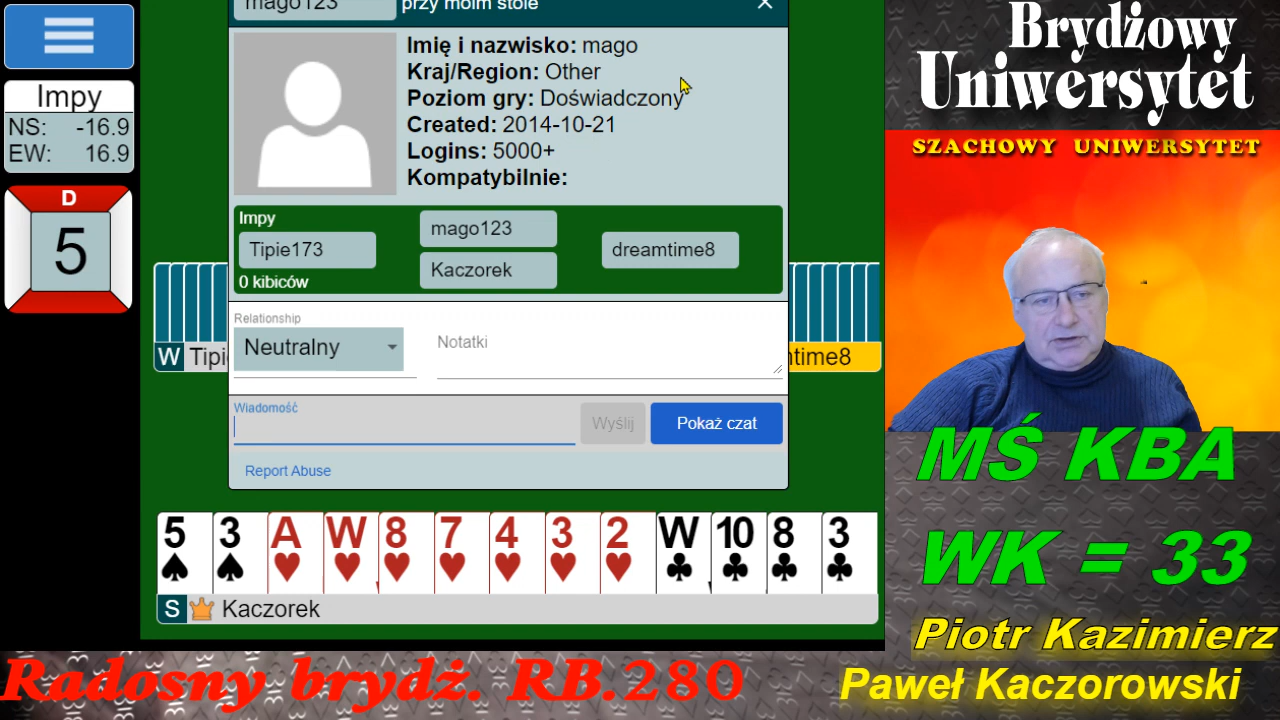 mago123 przy moim stole ×
Imię i nazwisko: mago
Kraj/Region: Other
Poziom gry: Doświadczony
Created: 2014-10-21
Logins: 5000+
Kompatybilnie:
Impy
NS: -16.9
EW: 16.9
D
5
Impy
mago123
Tipie173
dreamtime8
Kaczorek
0 kibiców
Relationship
Neutralny
Notatki
W Tipi
ntime8
Wiadomość
Wyślij
Pokaż czat
Report Abuse
5 3 A W 8 7 4 3 2 W 10 8 3
S Kaczorek
Brydżowy
Uniwersytet
SZACHOWY UNIWERSYTET
MŚ KBA
WK = 33
Piotr Kazimierz
Paweł Kaczorowski
Radosny brydż. RB.280